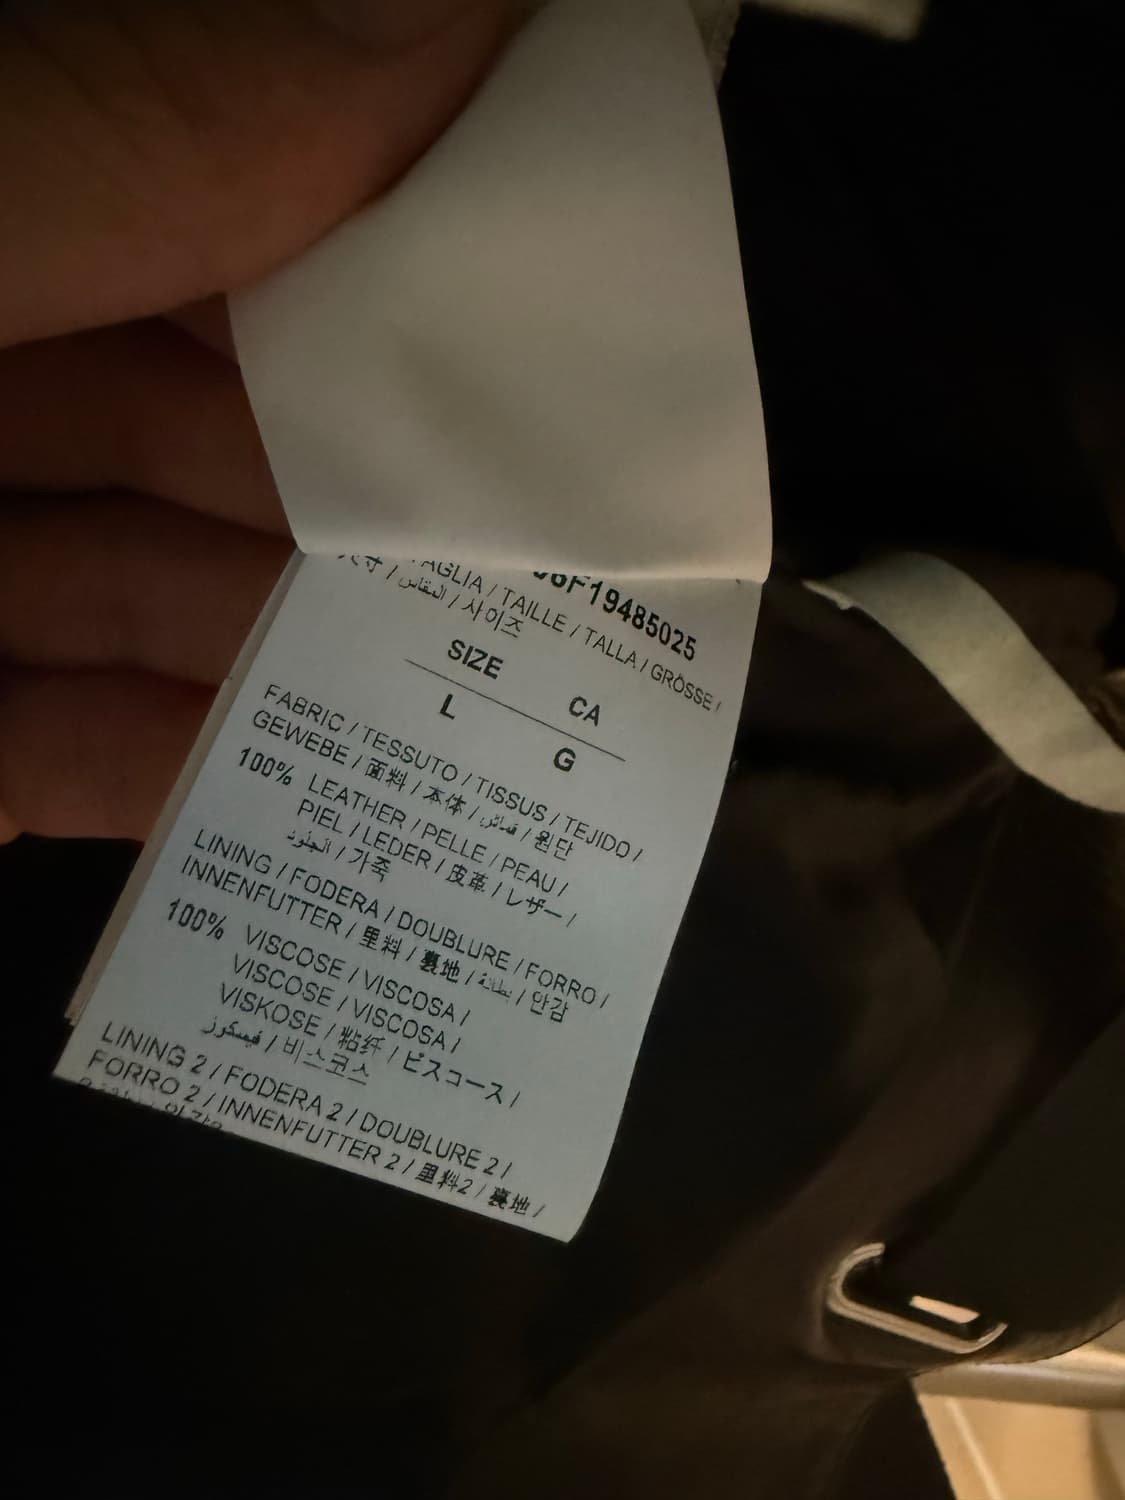 06F19485025
TAGLIA / TAILLE / TALLA / GRÖSSE /
尺寸 / المقاس / 사이즈
SIZE CA
L G
FABRIC / TESSUTO / TISSUS / TEJIDO /
GEWEBE / 面料 / 本体 / قماش / 원단
100% LEATHER / PELLE / PEAU /
PIEL / LEDER / 皮革 / レザー /
الجلود / 가죽
LINING / FODERA / DOUBLURE / FORRO /
INNENFUTTER / 里料 / 裏地 / بطانة / 안감
100% VISCOSE / VISCOSA /
VISCOSE / VISCOSA /
VISKOSE / 粘纤 / ビスコース /
فيسكوز / 비스코스
LINING 2 / FODERA 2 / DOUBLURE 2 /
FORRO 2 / INNENFUTTER 2 / 里料2 / 裏地 /